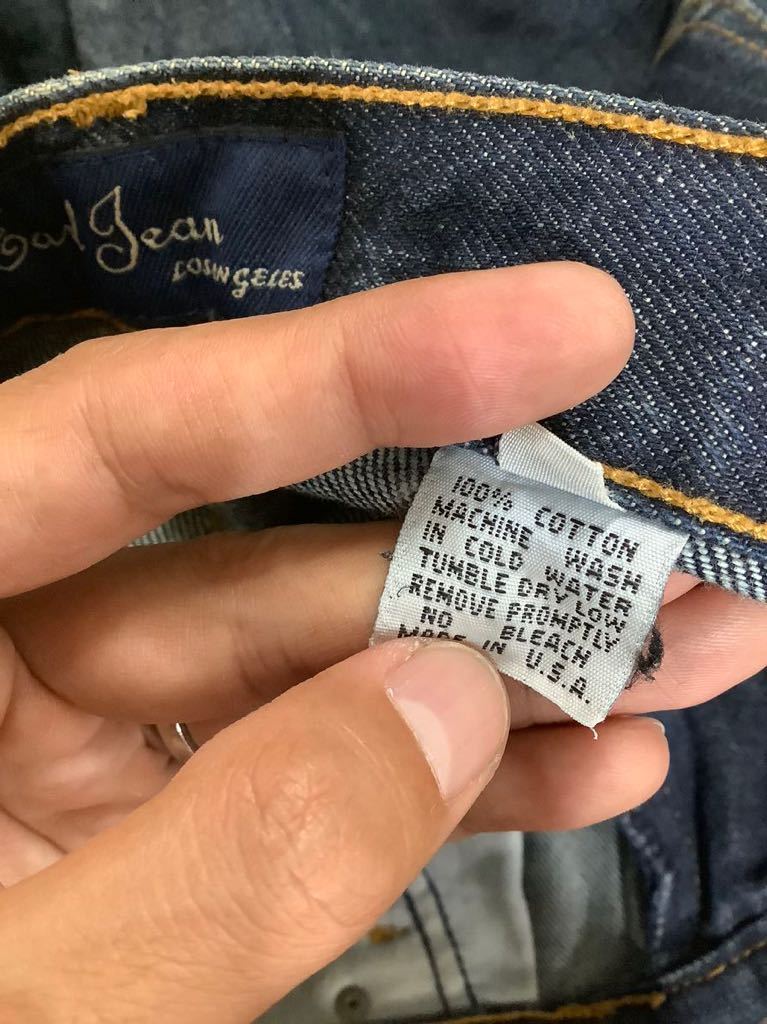 Jean
LOS ANGELES
100% COTTON
MACHINE WASH
IN COLD WATER
TUMBLE DRY LOW
REMOVE PROMPTLY
NO BLEACH
MADE IN U.S.A.